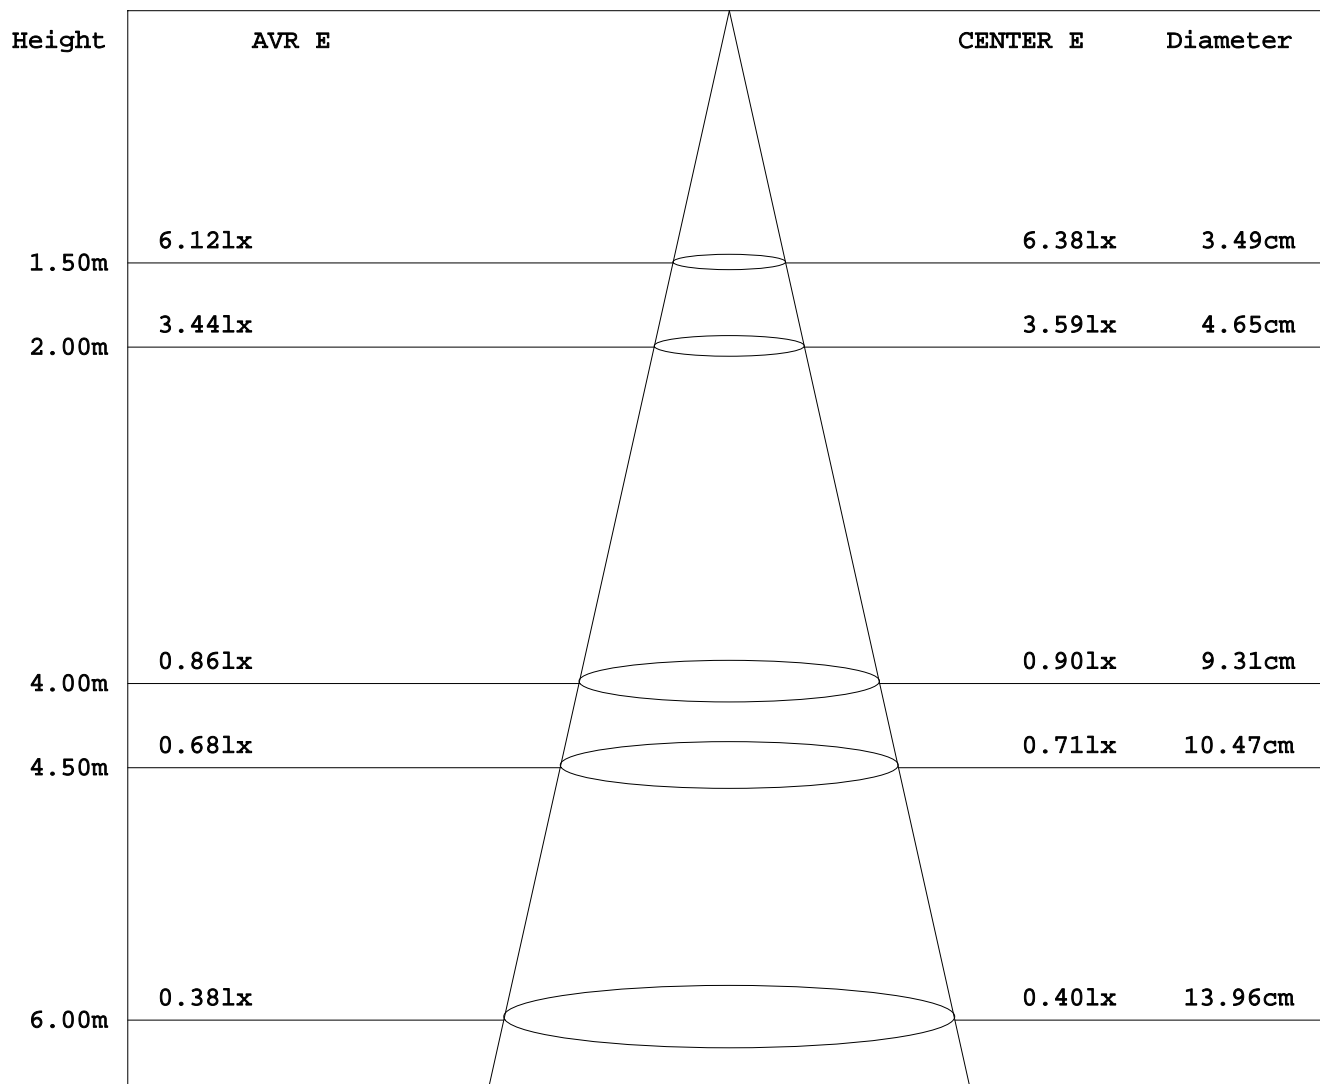 Height AVR E CENTER E Diameter
6.12lx 6.38lx 3.49cm
1.50m
3.44lx 3.59lx 4.65cm
2.00m
0.86lx 0.90lx 9.31cm
4.00m
0.68lx 0.71lx 10.47cm
4.50m
0.38lx 0.40lx 13.96cm
6.00m